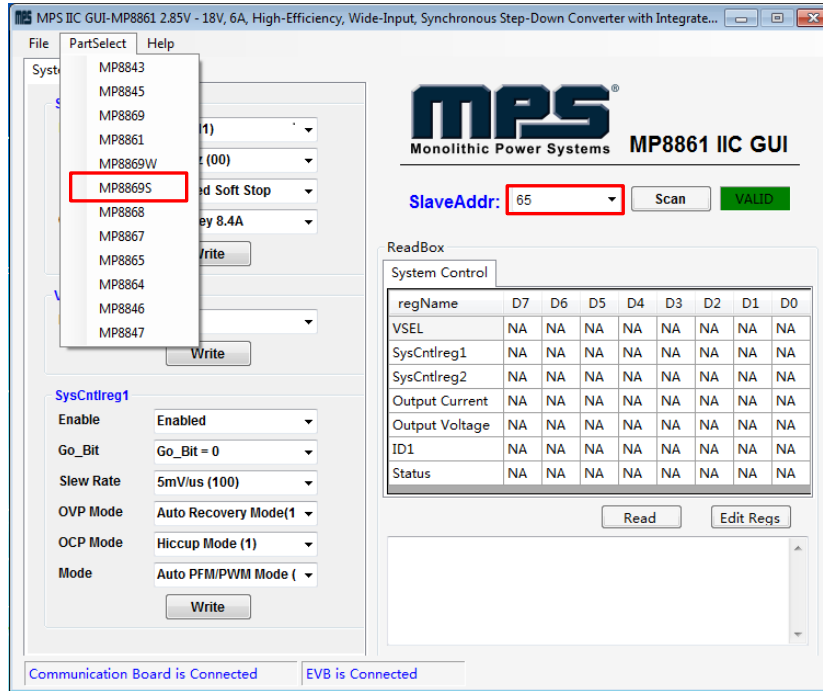 MPS IIC GUI-MP8861 2.85V - 18V, 6A, High-Efficiency, Wide-Input, Synchronous Step-Down Converter with Integrate...
File PartSelect Help
MP8843
MP8845
MP8869
MP8861
MP8869W
MP8869S
MP8868
MP8867
MP8865
MP8864
MP8846
MP8847
Syst
(00)
ed Soft Stop
ey 8.4A
Write
Write
SysCntlreg1
Enable Enabled
Go_Bit Go_Bit = 0
Slew Rate 5mV/us (100)
OVP Mode Auto Recovery Mode(1
OCP Mode Hiccup Mode (1)
Mode Auto PFM/PWM Mode (
Write
mps®
Monolithic Power Systems
MP8861 IIC GUI
SlaveAddr: 65 Scan VALID
ReadBox
System Control
regName D7 D6 D5 D4 D3 D2 D1 D0
VSEL NA NA NA NA NA NA NA NA
SysCntlreg1 NA NA NA NA NA NA NA NA
SysCntlreg2 NA NA NA NA NA NA NA NA
Output Current NA NA NA NA NA NA NA NA
Output Voltage NA NA NA NA NA NA NA NA
ID1 NA NA NA NA NA NA NA NA
Status NA NA NA NA NA NA NA NA
Read Edit Regs
Communication Board is Connected EVB is Connected